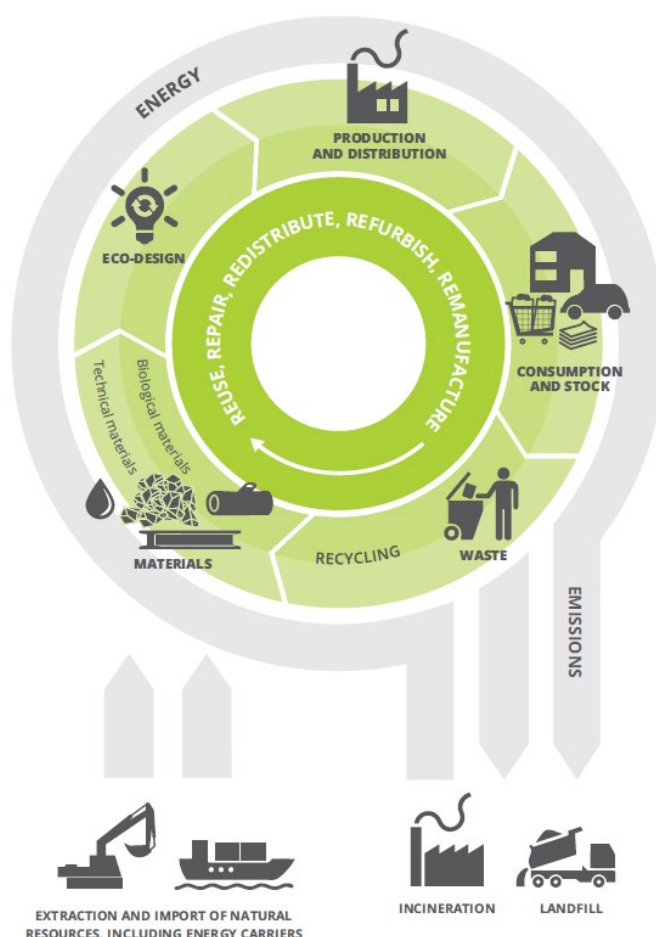 ENERGY
PRODUCTION
AND DISTRIBUTION
ECO-DESIGN
REUSE, REPAIR, REDISTRIBUTE, REFURBISH, REMANUFACTURE
CONSUMPTION
AND STOCK
Technical materials
Biological materials
MATERIALS
RECYCLING
WASTE
EMISSIONS
EXTRACTION AND IMPORT OF NATURAL
RESOURCES, INCLUDING ENERGY CARRIERS
INCINERATION
LANDFILL